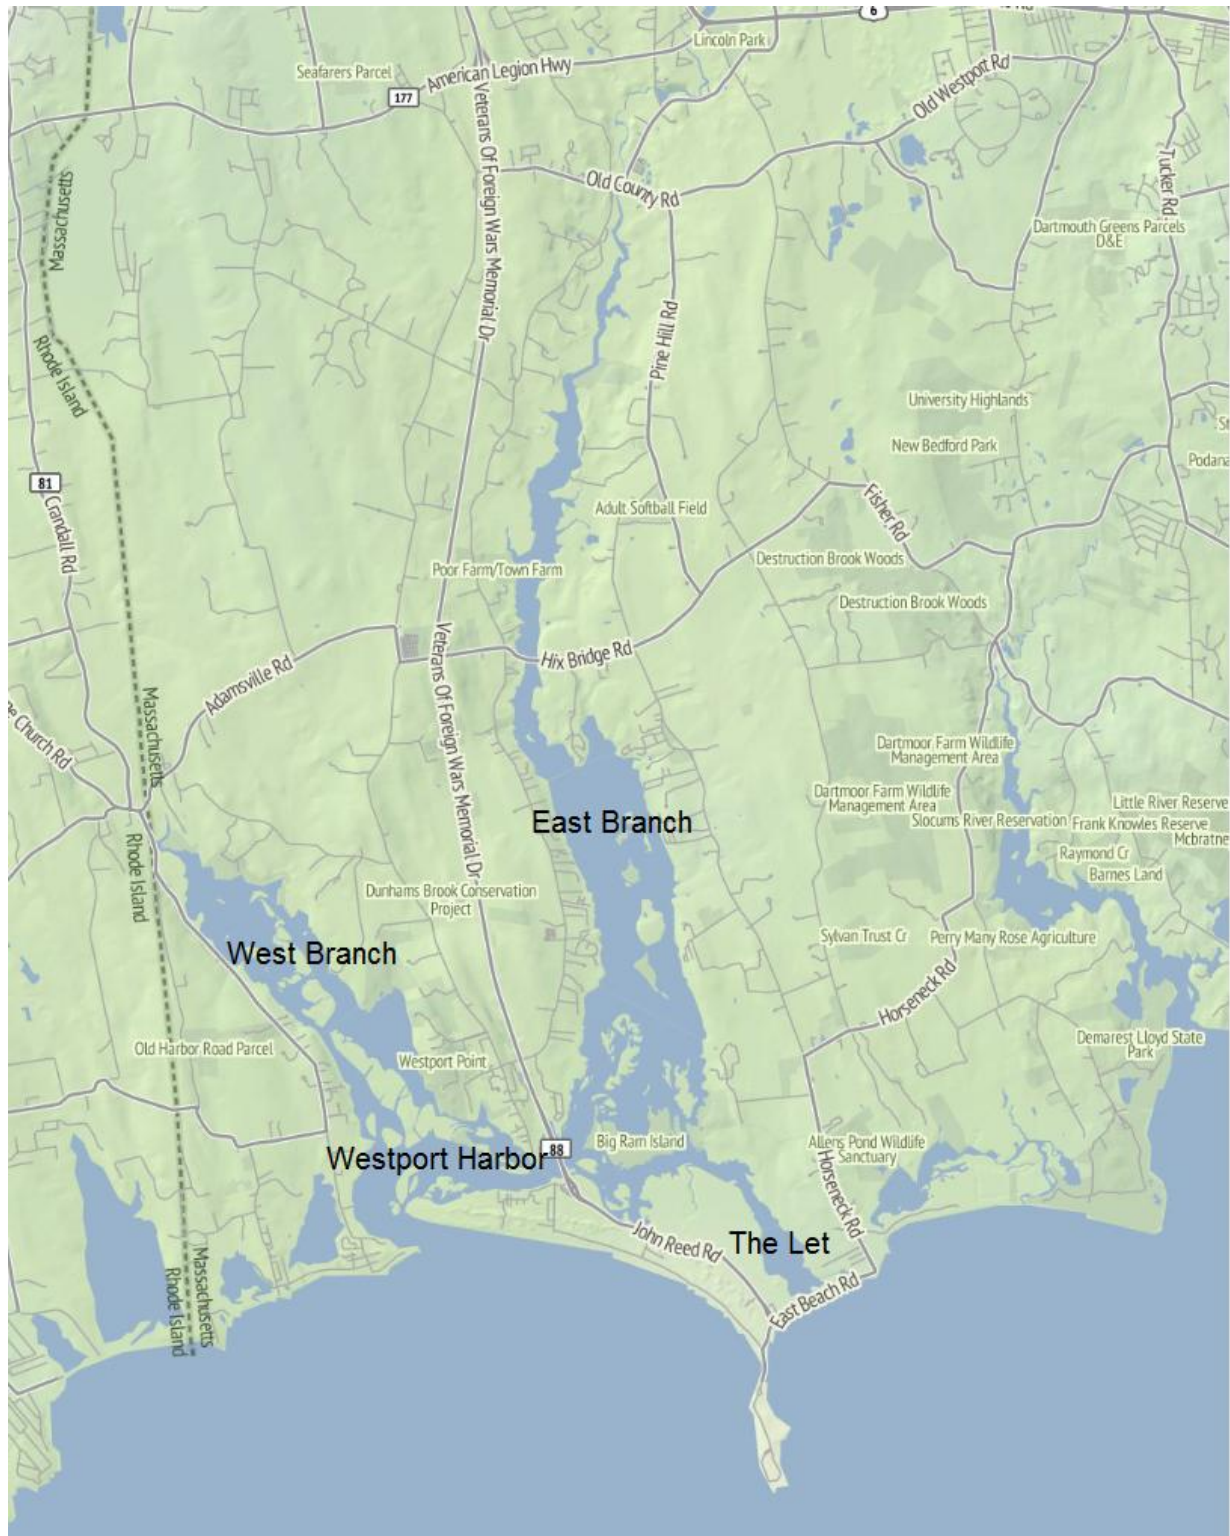 6
Lincoln Park
Seafarers Parcel
American Legion Hwy
177
Old Westport Rd
Veterans Of Foreign Wars Memorial Dr
Tucker Rd
Massachusetts
Old County Rd
Dartmouth Greens Parcels
D&E
Pine Hill Rd
Rhode Island
University Highlands
New Bedford Park
Podana
81
Crandall Rd
Adult Softball Field
Fisher Rd
Poor Farm/Town Farm
Destruction Brook Woods
Destruction Brook Woods
Veterans Of Foreign Wars Memorial Dr
Hix Bridge Rd
Adamsville Rd
Massachusetts
Church Rd
Dartmoor Farm Wildlife
Management Area
Dartmoor Farm Wildlife
Management Area
Little River Reserve
Slocums River Reservation
Frank Knowles Reserve
Mcbratne
East Branch
Rhode Island
Raymond Cr
Barnes Land
Dunhams Brook Conservation
Project
Sylvan Trust Cr
Perry Many Rose Agriculture
West Branch
Horseneck Rd
Old Harbor Road Parcel
Westport Point
Demarest Lloyd State
Park
Big Ram Island
Allens Pond Wildlife
Sanctuary
Westport Harbor
88
Horseneck Rd
John Reed Rd
The Let
East Beach Rd
Massachusetts
Rhode Island